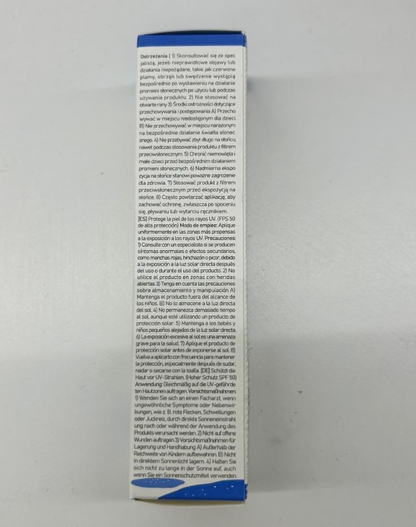 Ostrzeżenia | 1) Skonsultować się ze spec
jalistą, jeżeli nieprawidłowe objawy lub
działania niepożądane, takie jak czerwone
plamy, obrzęk lub swędzenie wystąpią
bezpośrednio po wystawieniu na działanie
promieni słonecznych po użyciu lub podczas
używania produktu. 2) Nie stosować na
otwarte rany 3) Środki ostrożności dotyczące
przechowywania i postępowania A) Przecho
wywać w miejscu niedostępnym dla dzieci
B) Nie przechowywać w miejscu narażonym
na bezpośrednie działanie światła słonec
znego. 4) Nie przebywać zbyt długo na słońcu,
nawet podczas stosowania produktu z filtrem
przeciwsłonecznym. 5) Chronić niemowlęta i
małe dzieci przed bezpośrednim działaniem
promieni słonecznych. 6) Nadmierna ekspo
zycja na słońce stanowi poważne zagrożenie
dla zdrowia. 7) Stosować produkt z filtrem
przeciwsłonecznym przed ekspozycją na
słońce. 8) Często powtarzać aplikację, aby
zachować ochronę, zwłaszcza po spoceniu
się, pływaniu lub wytarciu ręcznikiem.
[ES] Protege la piel de los rayos UV. (FPS 50
de alta protección) Modo de empleo: Aplique
uniformemente en las zonas más propensas
a la exposición a los rayos UV. Precauciones:
1) Consulte con un especialista si se producen
síntomas anormales o efectos secundarios,
como manchas rojas, hinchazón o picor, debido
a la exposición a la luz solar directa después
del uso o durante el uso del producto. 2) No
utilice el producto en zonas con heridas
abiertas 3) Tenga en cuenta las precauciones
sobre almacenamiento y manipulación A)
Mantenga el producto fuera del alcance de
los niños. B) No lo almacene a la luz directa
del sol. 4) No permanezca demasiado tiempo
al sol, aunque esté utilizando un producto de
protección solar. 5) Mantenga a los bebés y
niños pequeños alejados de la luz solar directa.
6) La exposición excesiva al sol es una amenaza
grave para la salud. 7) Aplique el producto de
protección solar antes de exponerse al sol. 8)
Vuelva a aplicarlo con frecuencia para mantener
la protección, especialmente después de sudar,
nadar o secarse con la toalla. [DE] Schützt die
Haut vor UV-Strahlen. (Hoher Schutz SPF 50)
Anwendung: Gleichmäßig auf die UV-gefährde
ten Hautzonen auftragen. Vorsichtsmaßnahmen:
1) Wenden Sie sich an einen Facharzt, wenn
ungewöhnliche Symptome oder Nebenwir
kungen, wie z. B. rote Flecken, Schwellungen
oder Juckreiz, durch direkte Sonneneinstrahl
ung nach oder während der Anwendung des
Produkts verursacht werden. 2) Nicht auf offene
Wunden auftragen 3) Vorsichtsmaßnahmen für
Lagerung und Handhabung A) Außerhalb der
Reichweite von Kindern aufbewahren. B) Nicht
in direktem Sonnenlicht lagern. 4) Halten Sie
sich nicht zu lange in der Sonne auf, auch
wenn Sie ein Sonnenschutzmittel verwenden.